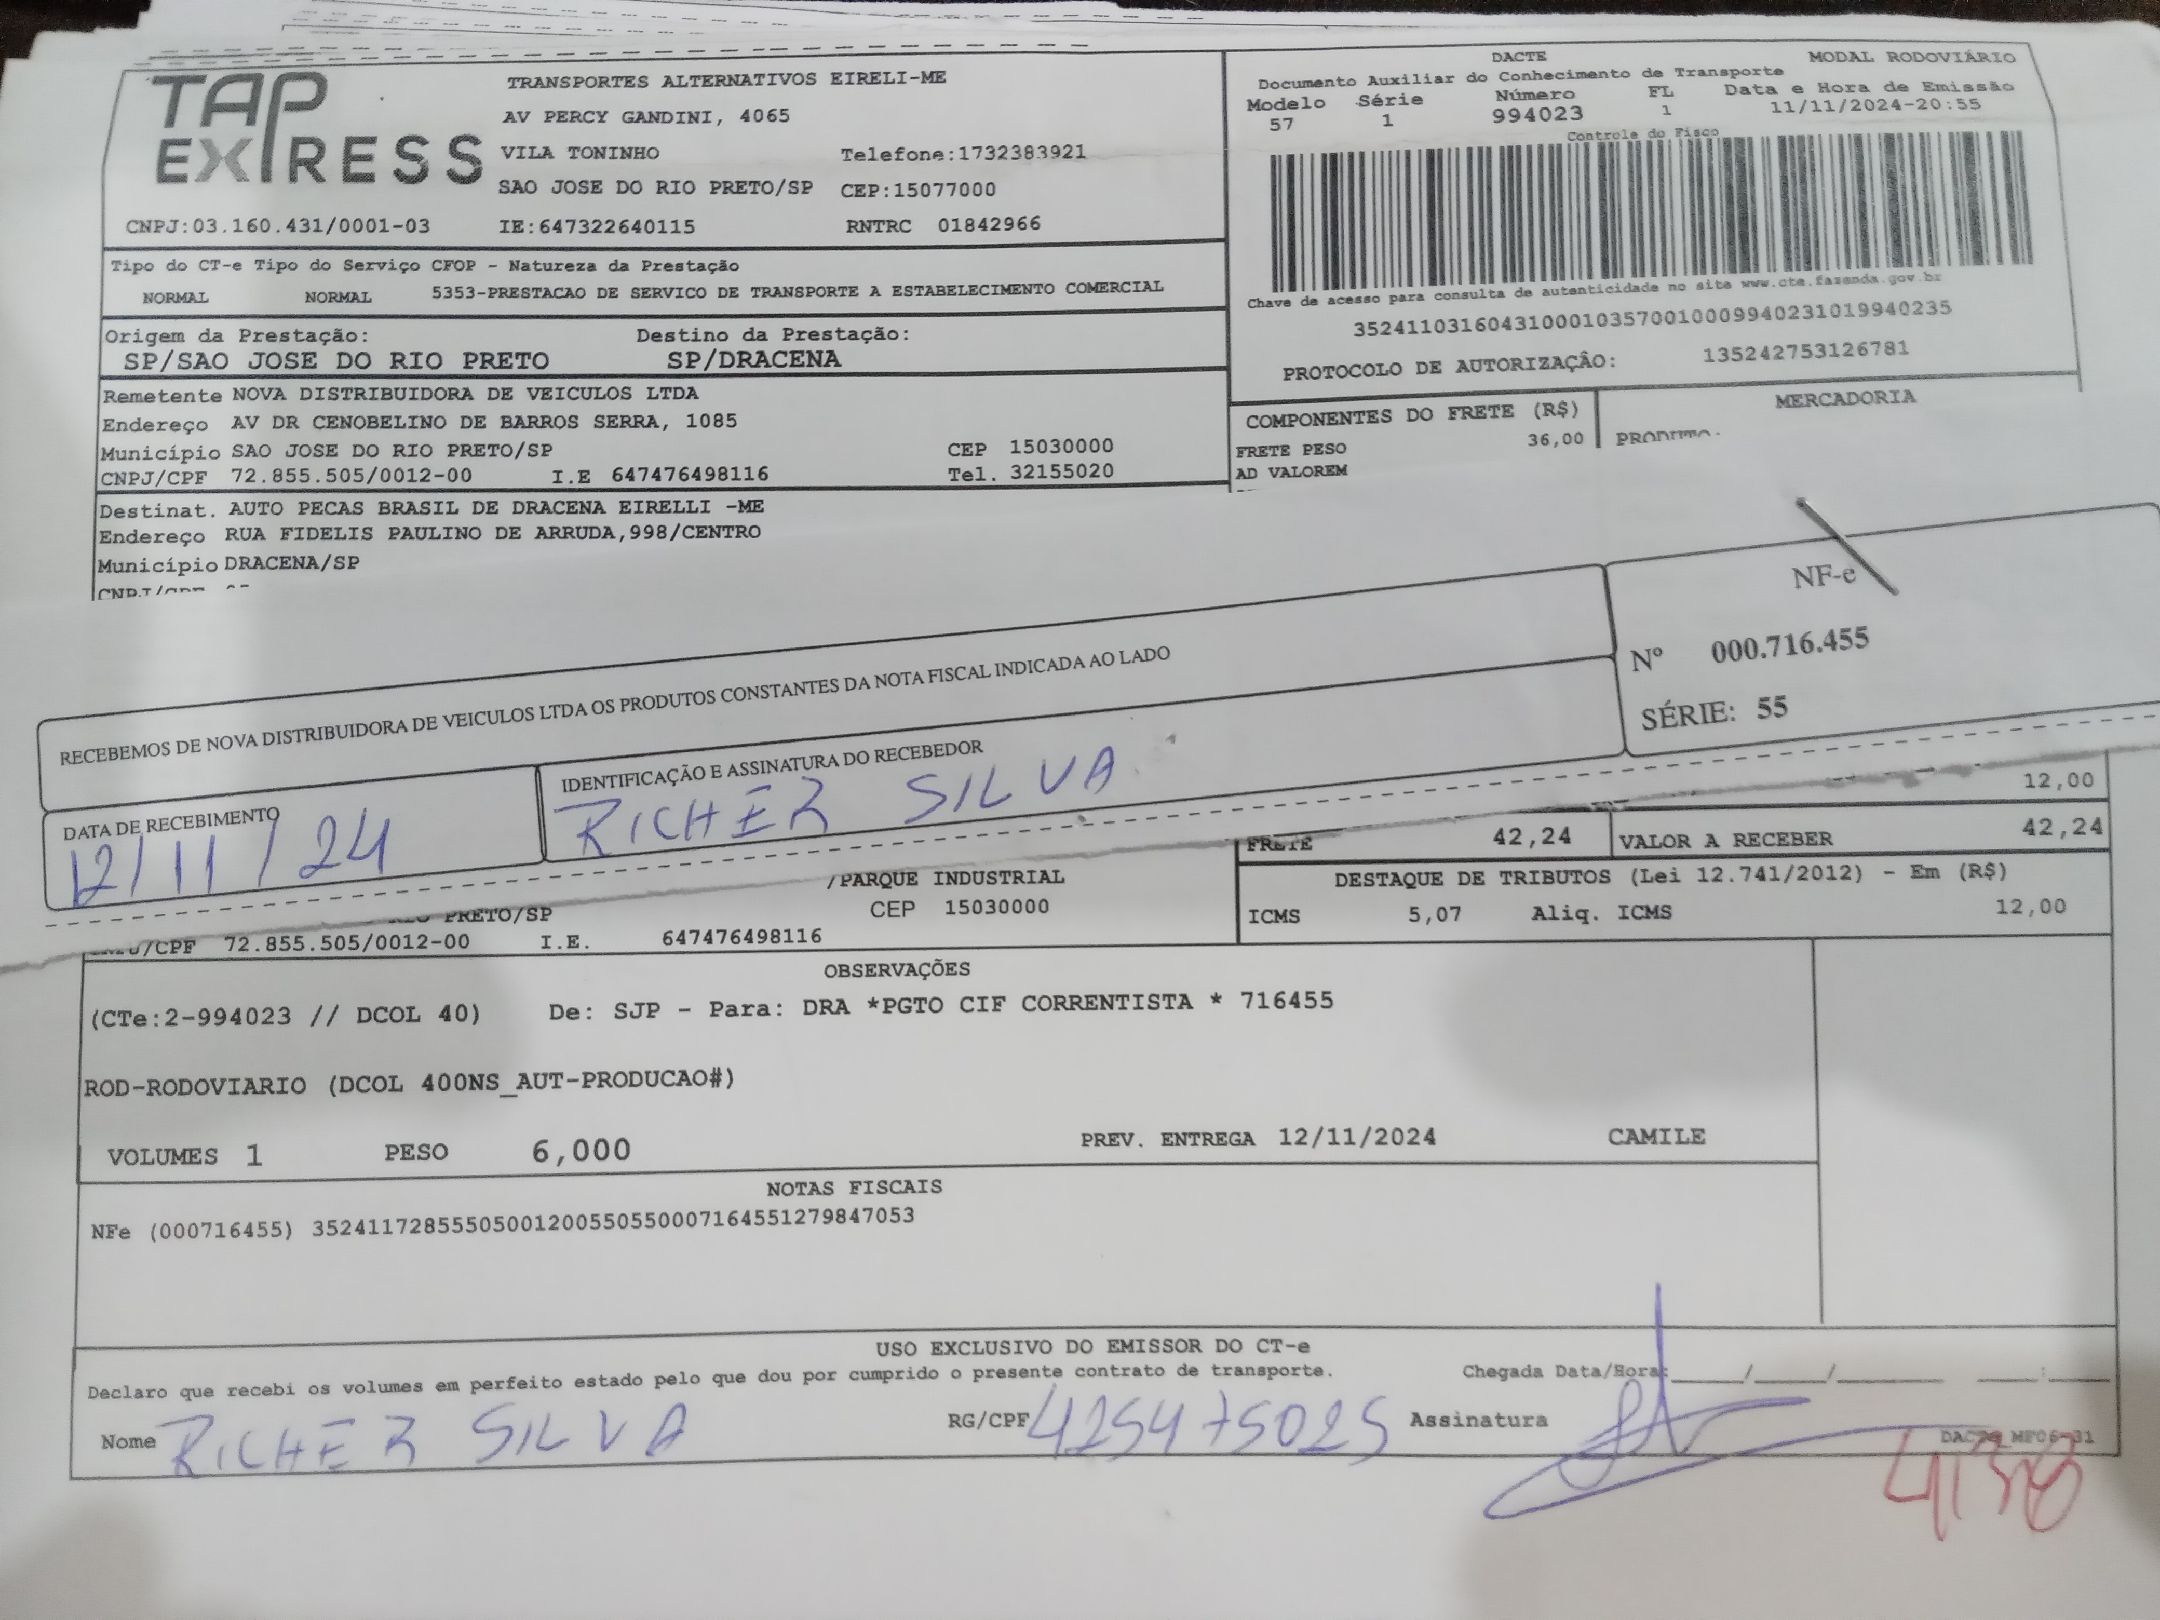 TAP EXPRESS
TRANSPORTES ALTERNATIVOS EIRELI-ME
AV PERCY GANDINI, 4065
VILA TONINHO Telefone:1732383921
SAO JOSE DO RIO PRETO/SP CEP:15077000
CNPJ:03.160.431/0001-03 IE:647322640115 RNTRC 01842966
DACTE MODAL RODOVIÁRIO
Documento Auxiliar do Conhecimento de Transporte
Modelo Série Número FL Data e Hora de Emissão
57 1 994023 1 11/11/2024-20:55
Controle do Fisco
Chave de acesso para consulta de autenticidade no site www.cte.fazenda.gov.br
35241103160431000103570010009940231019940235
PROTOCOLO DE AUTORIZAÇÂO: 135242753126781
Tipo do CT-e Tipo do Serviço CFOP - Natureza da Prestação
NORMAL NORMAL 5353-PRESTACAO DE SERVICO DE TRANSPORTE A ESTABELECIMENTO COMERCIAL
Origem da Prestação: Destino da Prestação:
SP/SAO JOSE DO RIO PRETO SP/DRACENA
Remetente NOVA DISTRIBUIDORA DE VEICULOS LTDA
Endereço AV DR CENOBELINO DE BARROS SERRA, 1085
Município SAO JOSE DO RIO PRETO/SP CEP 15030000
CNPJ/CPF 72.855.505/0012-00 I.E 647476498116 Tel. 32155020
COMPONENTES DO FRETE (R$) MERCADORIA
FRETE PESO 36,00 PRODUTO:
AD VALOREM
Destinat. AUTO PECAS BRASIL DE DRACENA EIRELLI -ME
Endereço RUA FIDELIS PAULINO DE ARRUDA,998/CENTRO
Município DRACENA/SP
CNPJ/CPF
RECEBEMOS DE NOVA DISTRIBUIDORA DE VEICULOS LTDA OS PRODUTOS CONSTANTES DA NOTA FISCAL INDICADA AO LADO
NF-e
Nº 000.716.455
SÉRIE: 55
DATA DE RECEBIMENTO
12/11/24
IDENTIFICAÇÃO E ASSINATURA DO RECEBEDOR
RICHER SILVA
12,00
FRETE 42,24 VALOR A RECEBER 42,24
DESTAQUE DE TRIBUTOS (Lei 12.741/2012) - Em (R$)
ICMS 5,07 Aliq. ICMS 12,00
/PARQUE INDUSTRIAL
PRETO/SP CEP 15030000
/CPF 72.855.505/0012-00 I.E. 647476498116
OBSERVAÇÕES
(CTe:2-994023 // DCOL 40) De: SJP - Para: DRA *PGTO CIF CORRENTISTA * 716455
ROD-RODOVIARIO (DCOL 400NS_AUT-PRODUCAO#)
VOLUMES 1 PESO 6,000 PREV. ENTREGA 12/11/2024 CAMILE
NOTAS FISCAIS
NFe (000716455) 35241172855505001200550550007164551279847053
USO EXCLUSIVO DO EMISSOR DO CT-e
Declaro que recebi os volumes em perfeito estado pelo que dou por cumprido o presente contrato de transporte. Chegada Data/Hora: ____/____/____ ___:___
Nome RICHER SILVA RG/CPF 425475025 Assinatura